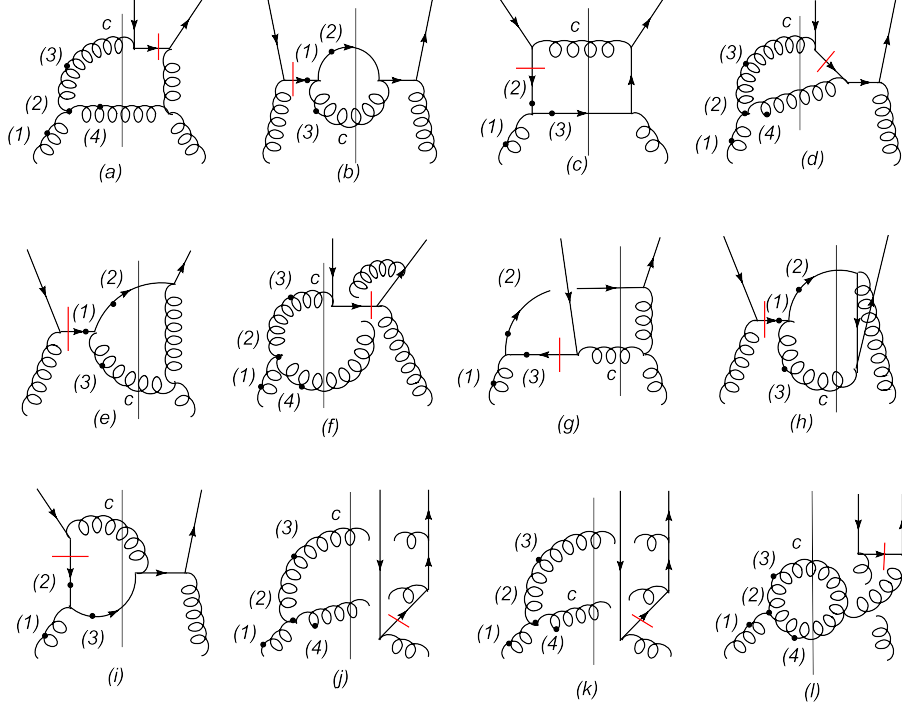 c c (2) c c
(3) (1) (3)
(2) (2) (2)
(1) (3) (1) (1)
(4) c (3) (4)
(a) (b) (c) (d)
(2) (3) c (2) (2)
(1) (1)
(2)
(3) (1) (1) (3) (3)
c (4) c c
(e) (f) (g) (h)
c c c
(3) (3) (3)
(2) (2) (2) c (2)
(1) (1) (1) (1)
(3) (4) (4) (4)
(i) (j) (k) (l)